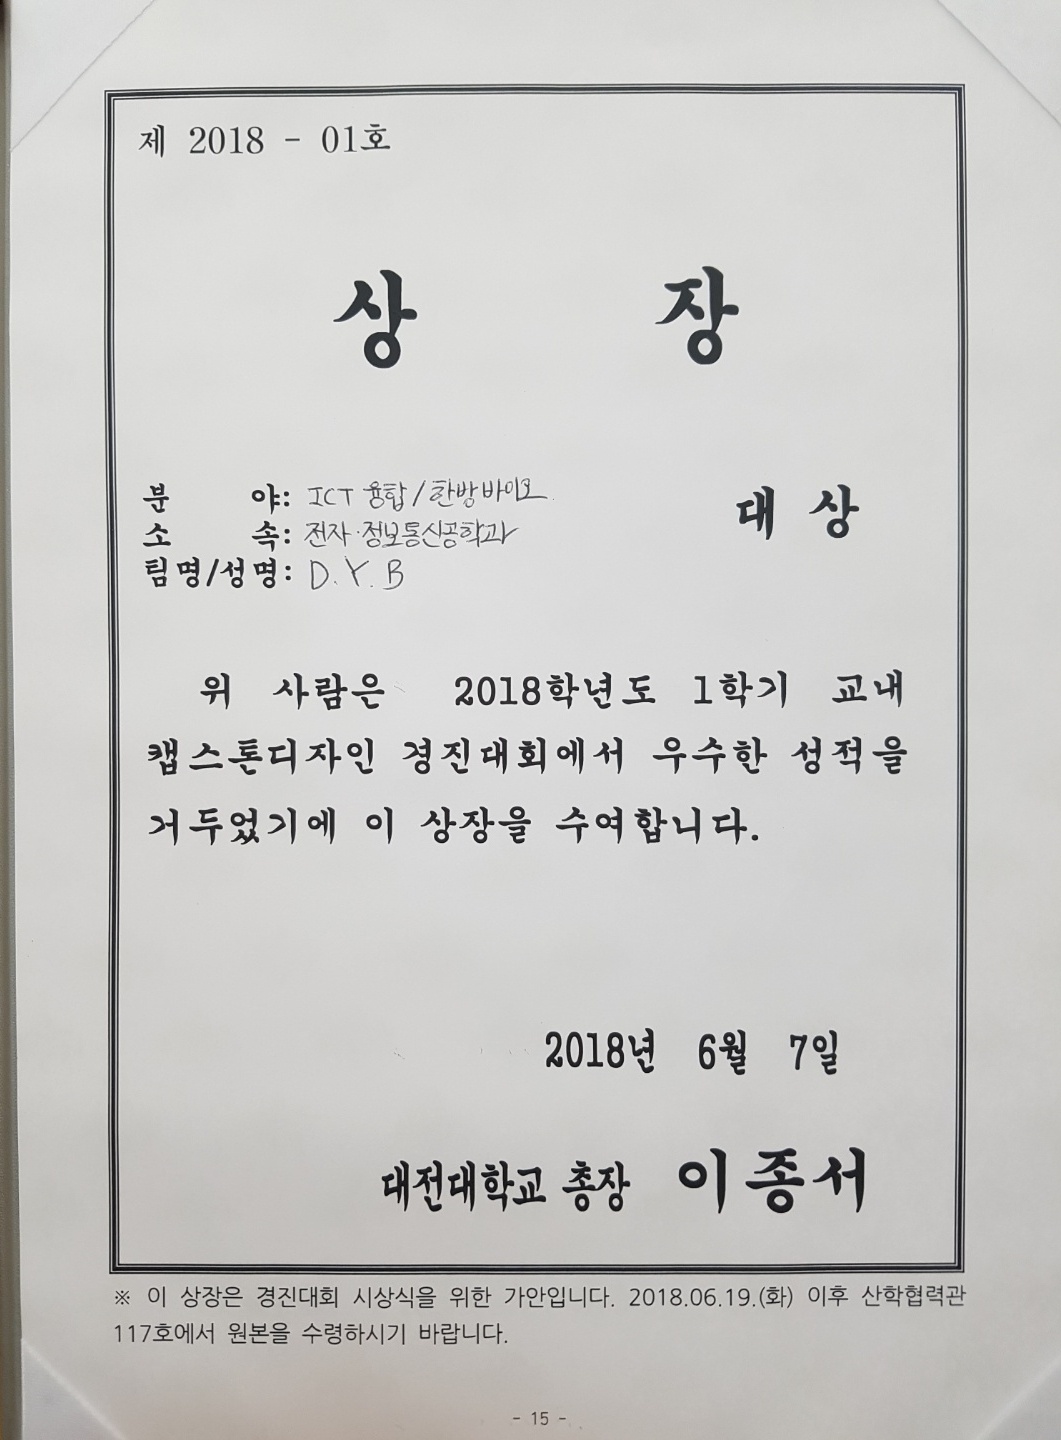 제 2018 - 01호
상 장
분 야: ICT 융합/한방바이오
소 속: 전자·정보통신공학과
팀명/성명: D.Y.B
대 상
위 사람은 2018학년도 1학기 교내
캡스톤디자인 경진대회에서 우수한 성적을
거두었기에 이 상장을 수여합니다.
2018년 6월 7일
대전대학교 총장 이종서
※ 이 상장은 경진대회 시상식을 위한 가안입니다. 2018.06.19.(화) 이후 산학협력관
117호에서 원본을 수령하시기 바랍니다.
- 15 -